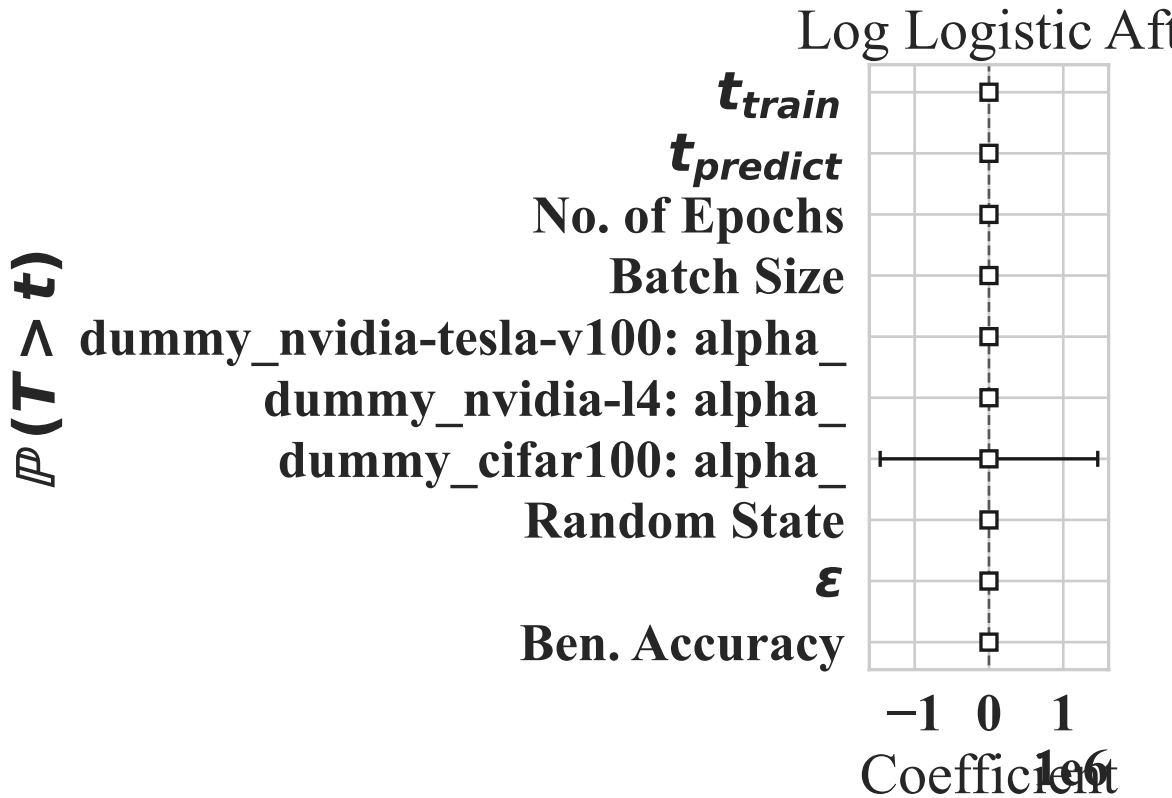 Log Logistic Aft
t_train
t_predict
No. of Epochs
Batch Size
ℙ(T > t)
dummy_nvidia-tesla-v100: alpha_
dummy_nvidia-l4: alpha_
dummy_cifar100: alpha_
Random State
ε
Ben. Accuracy
−1 0 1
1e6
Coefficient